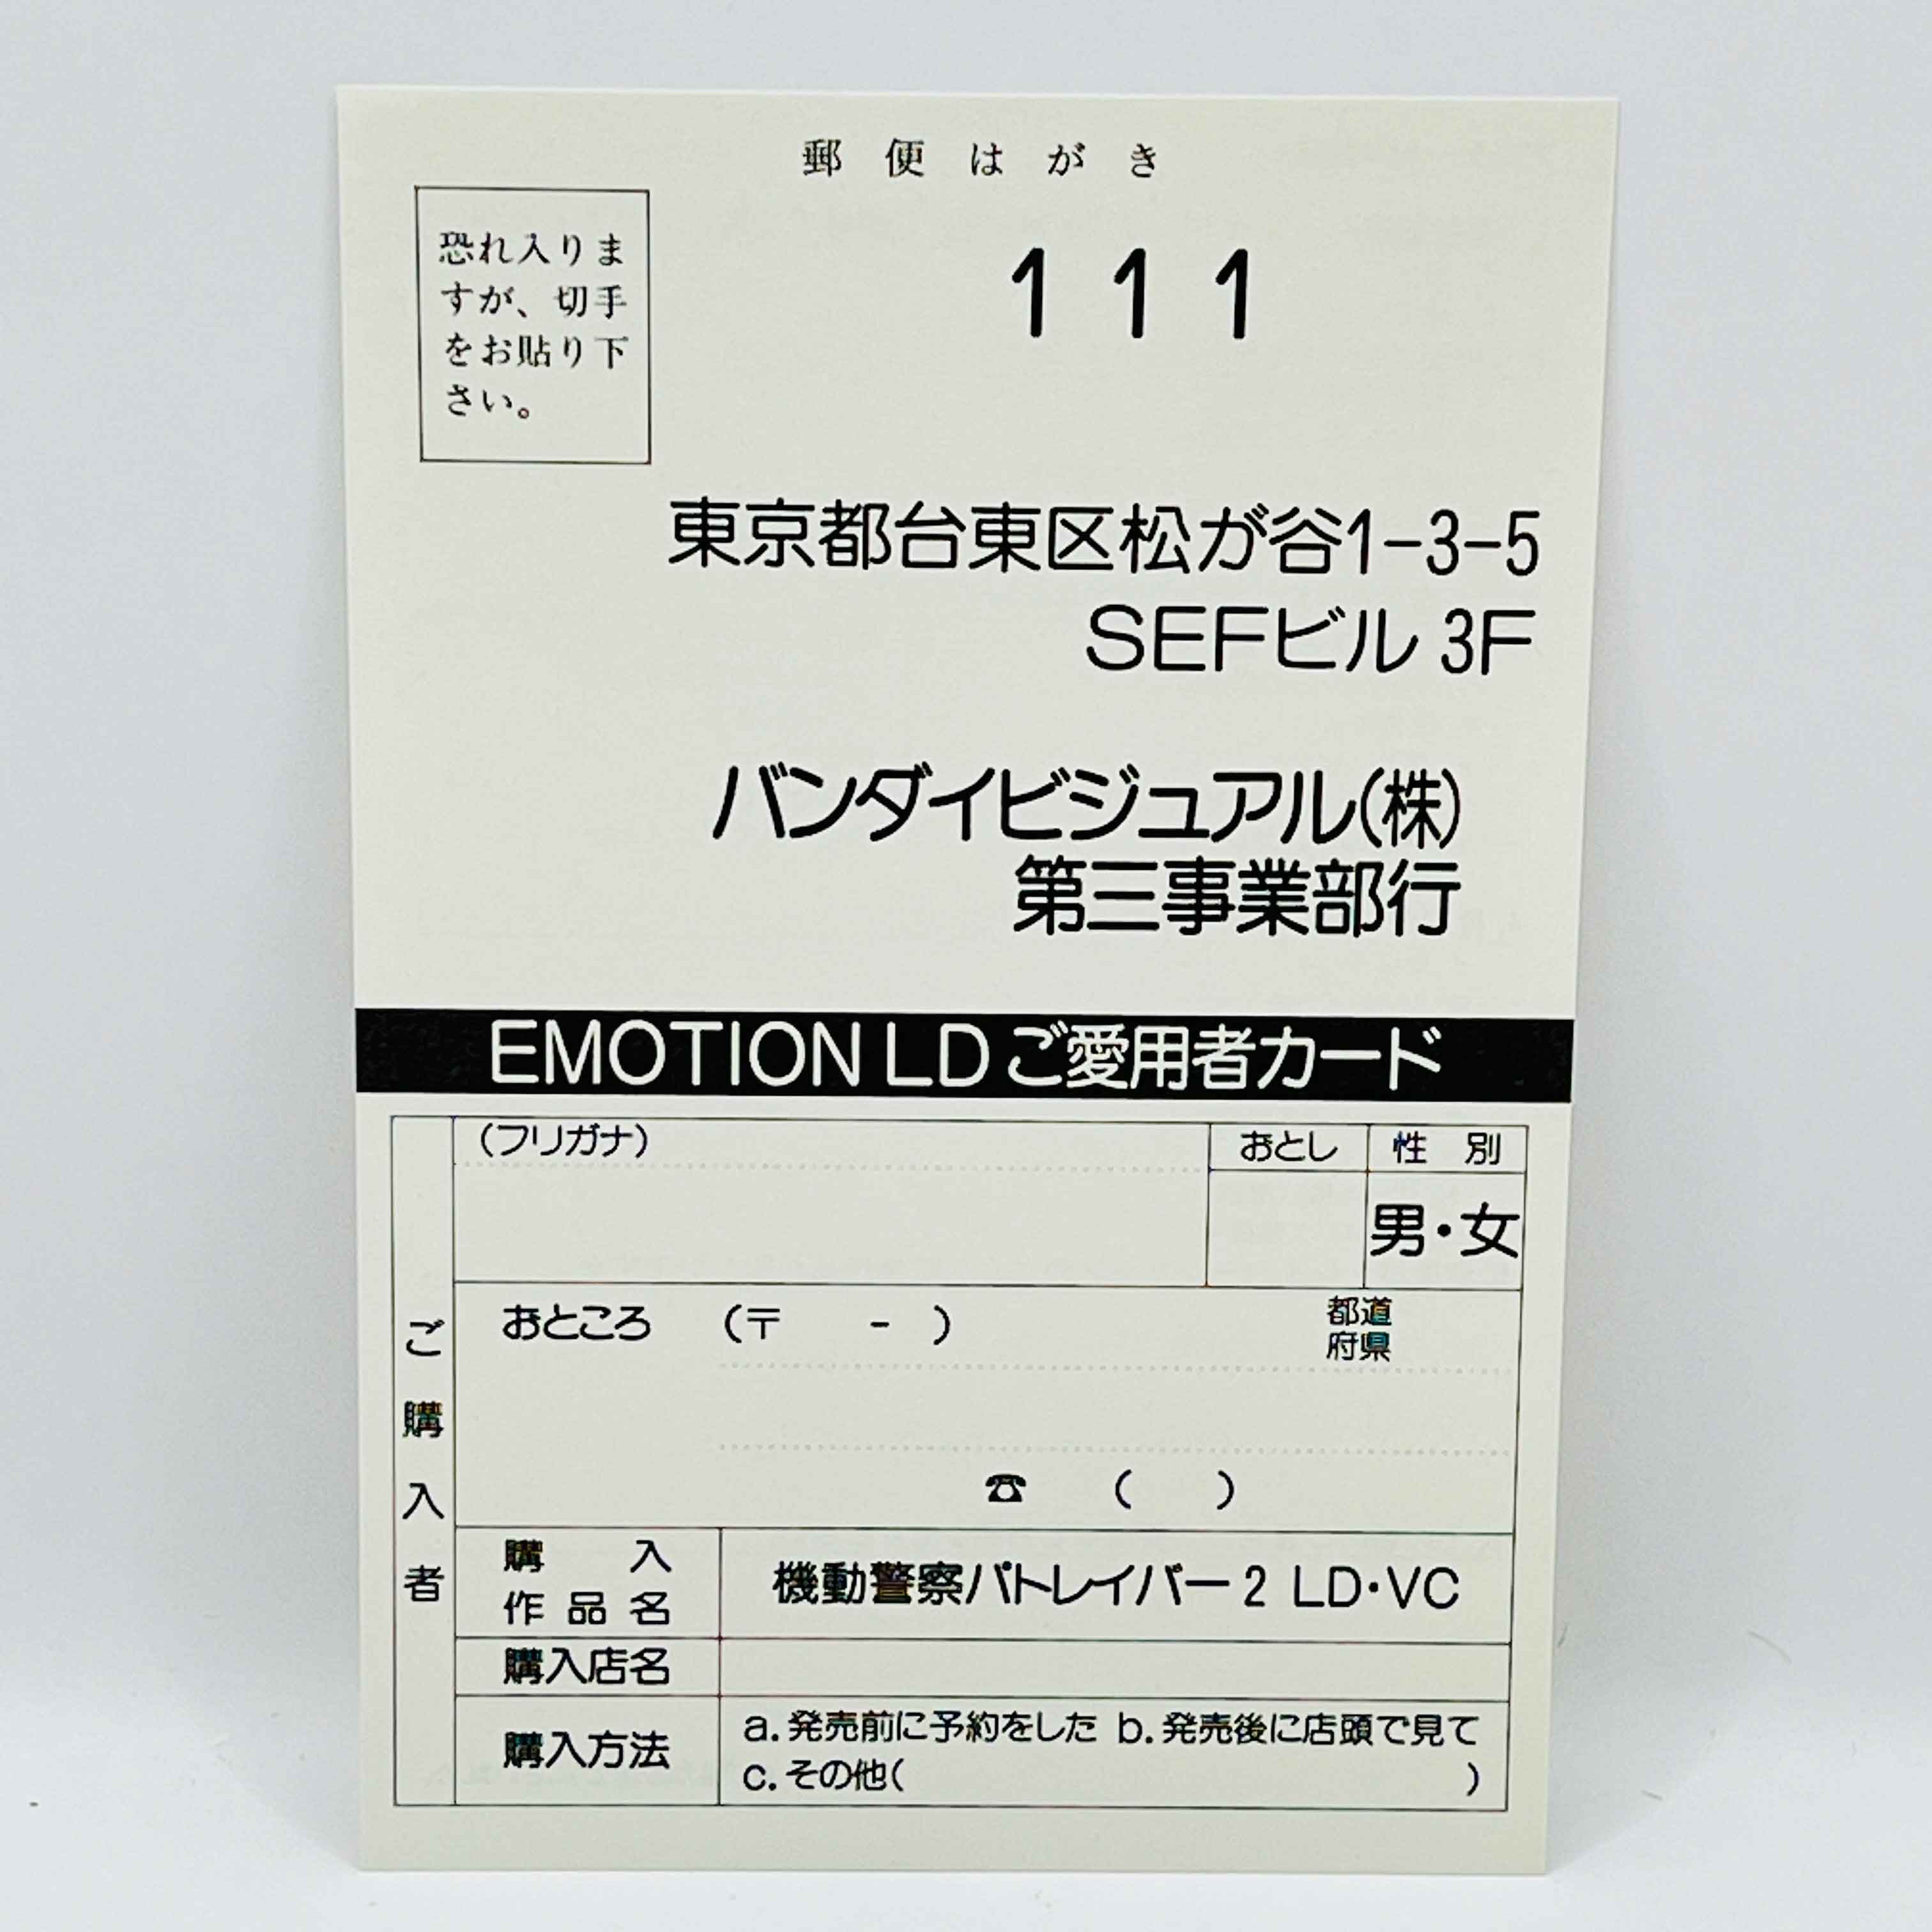 郵便はがき
恐れ入りま
すが、切手
をお貼り下
さい。
111
東京都台東区松が谷1-3-5
SEFビル 3F
バンダイビジュアル(株)
第三事業部行
EMOTION LD ご愛用者カード
ご購入者
(フリガナ)
おとし
性別
男・女
おところ (〒 - )
都道
府県
☎ ( )
購入
作品名
機動警察パトレイバー2 LD・VC
購入店名
購入方法
a.発売前に予約をした b.発売後に店頭で見て
c.その他( )